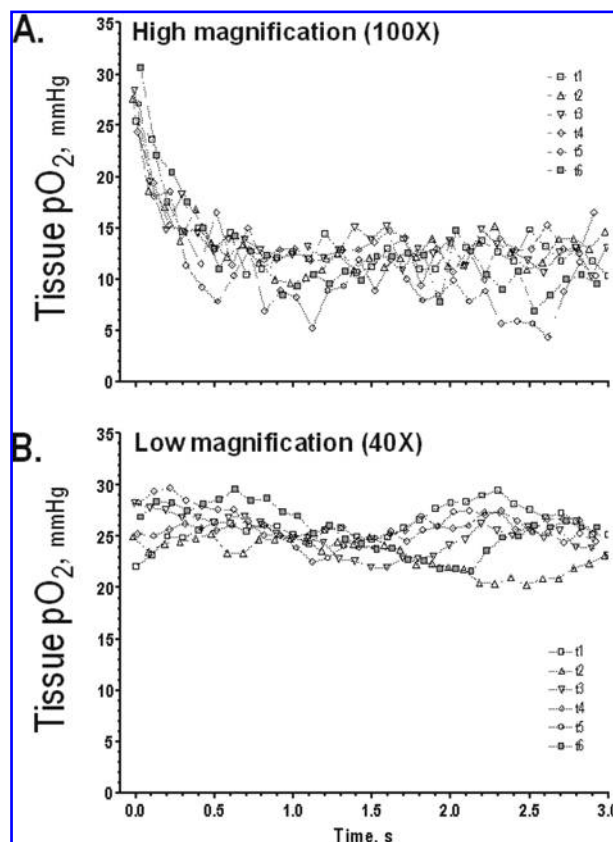 A.
High magnification (100X)
Tissue pO2, mmHg
35
30
25
20
15
10
5
0
t1
t2
t3
t4
t5
t6
B.
Low magnification (40X)
Tissue pO2, mmHg
35
30
25
20
15
10
5
0
t1
t2
t3
t4
t5
t6
0.0 0.5 1.0 1.5 2.0 2.5 3.0
Time, s